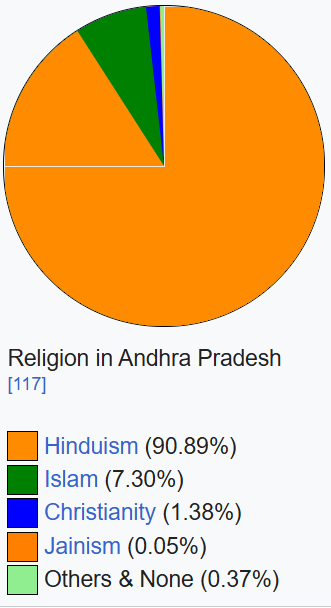 Religion in Andhra Pradesh
[117]
Hinduism (90.89%)
Islam (7.30%)
Christianity (1.38%)
Jainism (0.05%)
Others & None (0.37%)